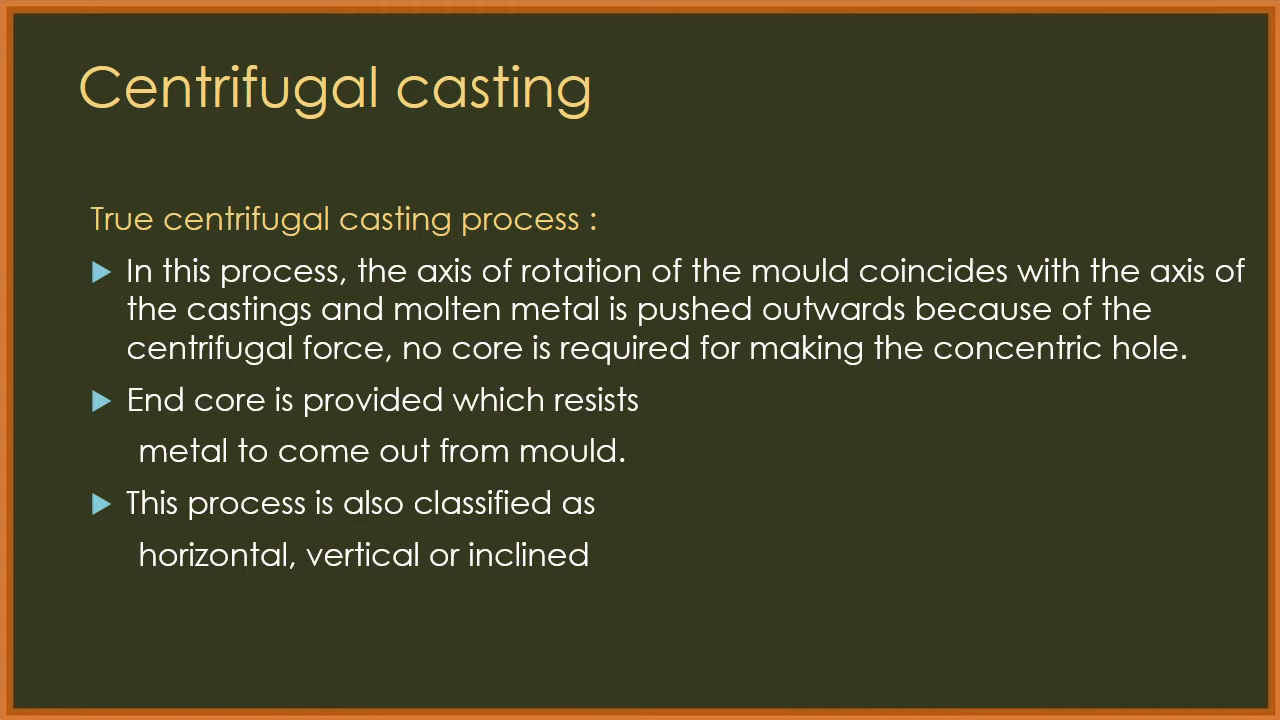 Centrifugal casting
True centrifugal casting process :
In this process, the axis of rotation of the mould coincides with the axis of
the castings and molten metal is pushed outwards because of the
centrifugal force, no core is required for making the concentric hole.
End core is provided which resists
metal to come out from mould.
This process is also classified as
horizontal, vertical or inclined